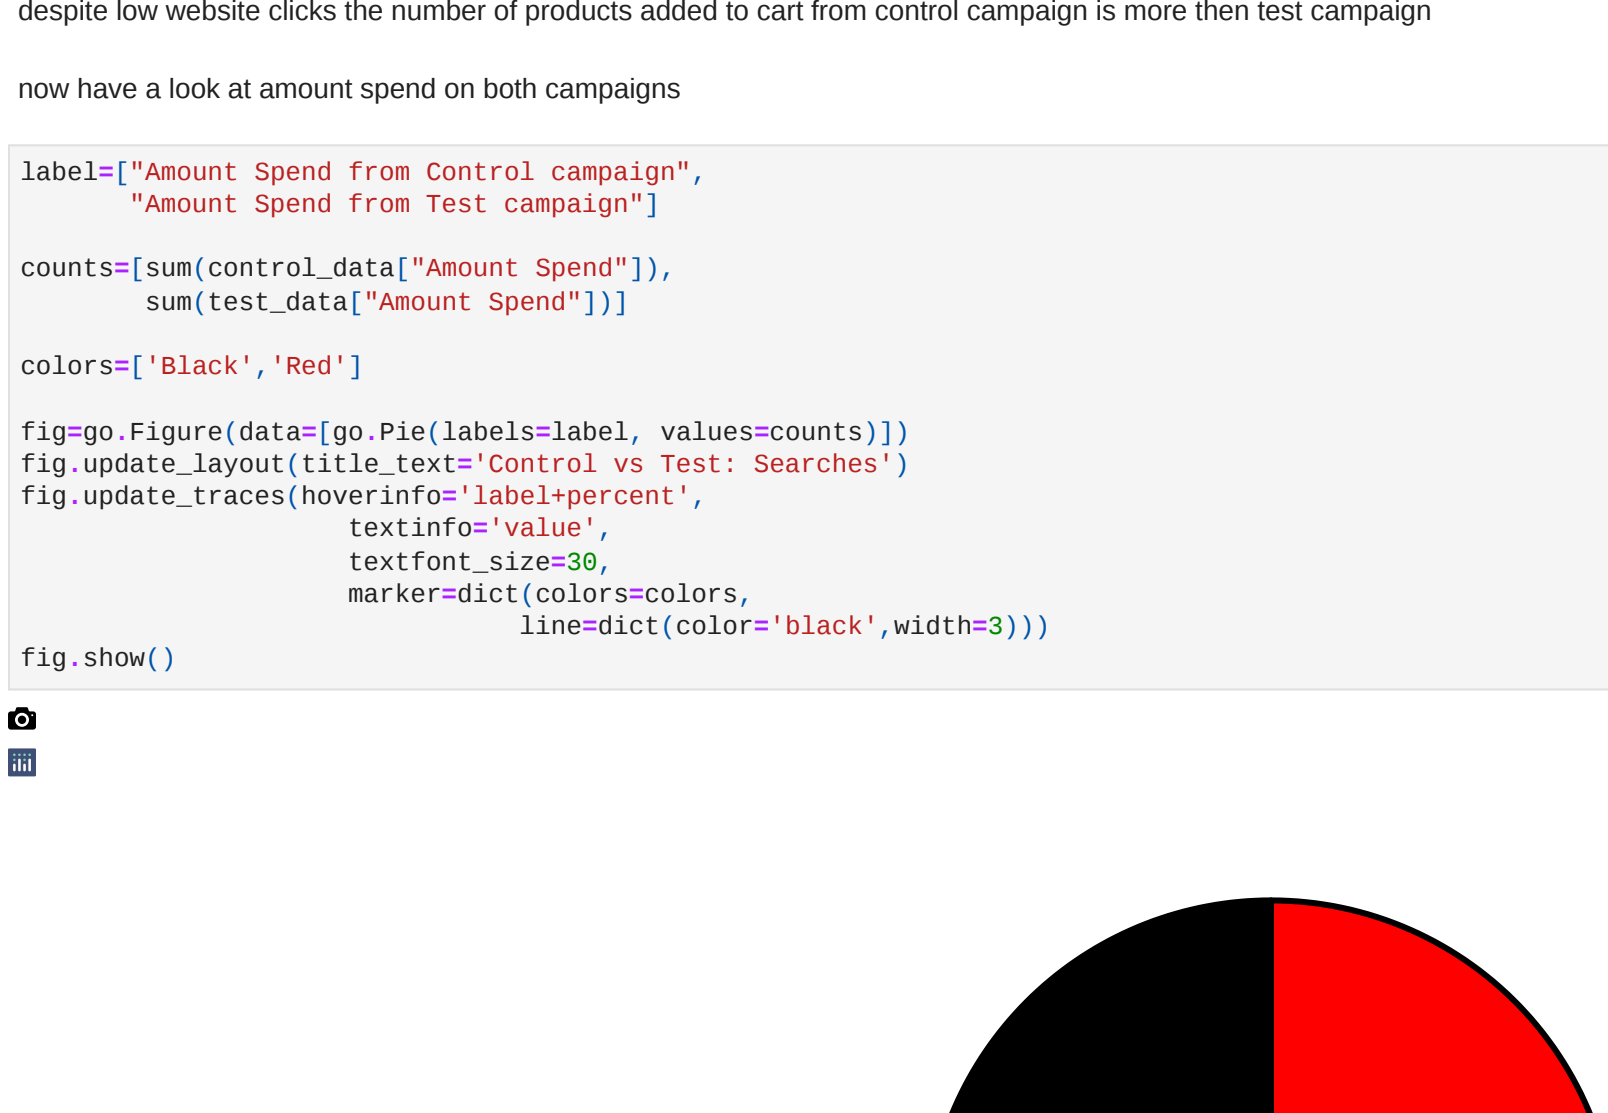 despite low website clicks the number of products added to cart from control campaign is more then test campaign
now have a look at amount spend on both campaigns
label=["Amount Spend from Control campaign",
       "Amount Spend from Test campaign"]
counts=[sum(control_data["Amount Spend"]),
        sum(test_data["Amount Spend"])]
colors=['Black','Red']
fig=go.Figure(data=[go.Pie(labels=label, values=counts)])
fig.update_layout(title_text='Control vs Test: Searches')
fig.update_traces(hoverinfo='label+percent',
                     textinfo='value',
                     textfont_size=30,
                     marker=dict(colors=colors,
                                line=dict(color='black',width=3)))
fig.show()